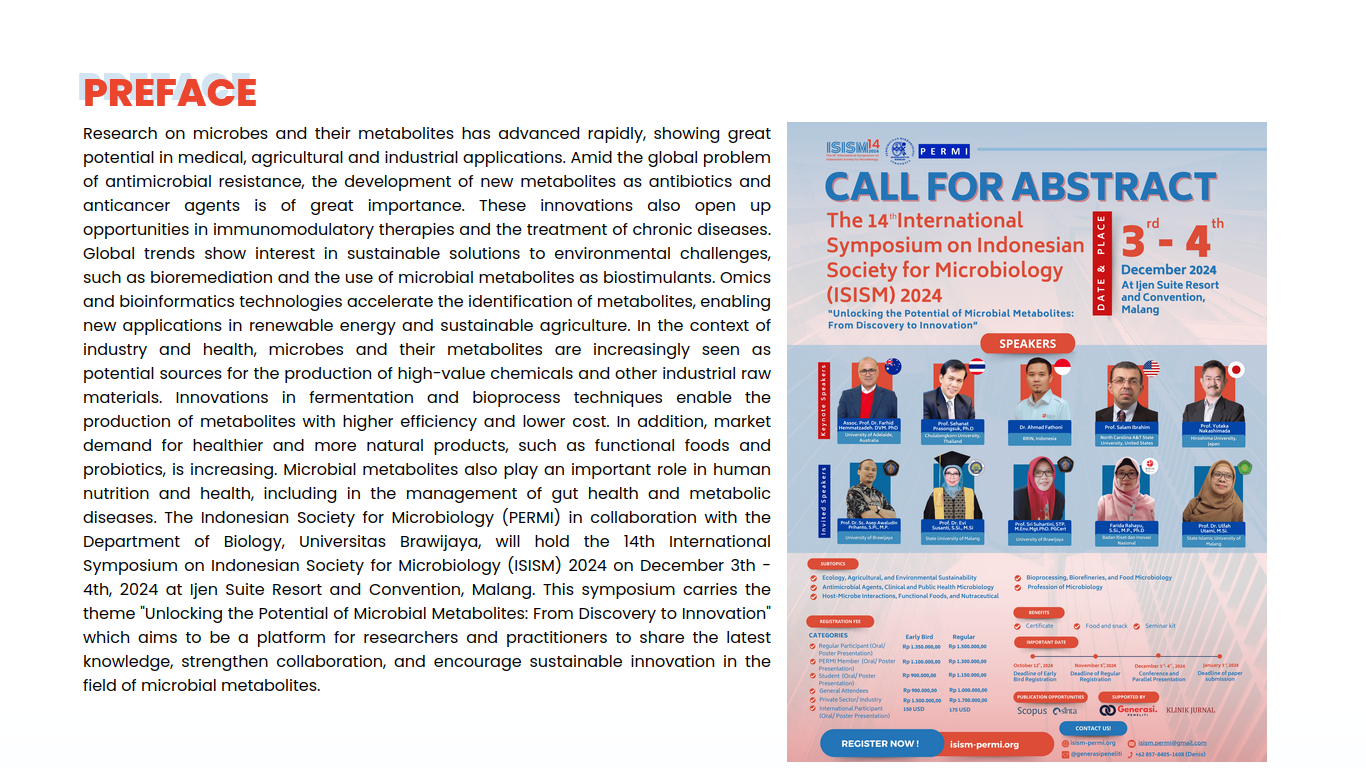 PREFACE
Research on microbes and their metabolites has advanced rapidly, showing great
potential in medical, agricultural and industrial applications. Amid the global problem
of antimicrobial resistance, the development of new metabolites as antibiotics and
anticancer agents is of great importance. These innovations also open up
opportunities in immunomodulatory therapies and the treatment of chronic diseases.
Global trends show interest in sustainable solutions to environmental challenges,
such as bioremediation and the use of microbial metabolites as biostimulants. Omics
and bioinformatics technologies accelerate the identification of metabolites, enabling
new applications in renewable energy and sustainable agriculture. In the context of
industry and health, microbes and their metabolites are increasingly seen as
potential sources for the production of high-value chemicals and other industrial raw
materials. Innovations in fermentation and bioprocess techniques enable the
production of metabolites with higher efficiency and lower cost. In addition, market
demand for healthier and more natural products, such as functional foods and
probiotics, is increasing. Microbial metabolites also play an important role in human
nutrition and health, including in the management of gut health and metabolic
diseases. The Indonesian Society for Microbiology (PERMI) in collaboration with the
Department of Biology, Universitas Brawijaya, will hold the 14th International
Symposium on Indonesian Society for Microbiology (ISISM) 2024 on December 3th -
4th, 2024 at Ijen Suite Resort and Convention, Malang. This symposium carries the
theme "Unlocking the Potential of Microbial Metabolites: From Discovery to Innovation"
which aims to be a platform for researchers and practitioners to share the latest
knowledge, strengthen collaboration, and encourage sustainable innovation in the
field of microbial metabolites.
ISISM14
2024
PERMI
CALL FOR ABSTRACT
The 14th International
Symposium on Indonesian
Society for Microbiology
(ISISM) 2024
"Unlocking the Potential of Microbial Metabolites:
From Discovery to Innovation"
DATE & PLACE
3rd - 4th
December 2024
At Ijen Suite Resort
and Convention,
Malang
SPEAKERS
Keynote Speakers
Assoc. Prof. Dr. Farhid
Hemmatzadeh. DVM. PhD
University of Adelaide,
Australia
Prof. Sehanat
Prasongsuk, Ph.D
Chulalongkorn University,
Thailand
Dr. Ahmad Fathoni
BRIN, Indonesia
Prof. Salam Ibrahim
North Carolina A&T State
University, United States
Prof. Yutaka
Nakashimada
Hiroshima University,
Japan
Invited Speakers
Prof. Dr. Sc. Asep Awaludin
Prihanto, S.Pi., M.P.
University of Brawijaya
Prof. Dr. Evi
Susanti, S.Si., M.Si
State University of Malang
Prof. Sri Suhartini, STP.
M.Env.Mgt.PhD. PGCert
University of Brawijaya
Farida Rahayu,
S.Si., M.P., Ph.D
Badan Riset dan Inovasi
Nasional
Prof. Dr. Ulfah
Utami, M.Si.
State Islamic University of
Malang
SUBTOPICS
Ecology, Agricultural, and Environmental Sustainability
Antimicrobial Agents, Clinical and Public Health Microbiology
Host-Microbe Interactions, Functional Foods, and Nutraceutical
Bioprocessing, Biorefineries, and Food Microbiology
Profession of Microbiology
BENEFITS
Certificate
Food and snack
Seminar kit
REGISTRATION FEE
CATEGORIES Early Bird Regular
Regular Participant (Oral/ Rp 1.350.000,00 Rp 1.500.000,00
Poster Presentation)
PERMI Member (Oral/ Poster Rp 1.100.000,00 Rp 1.300.000,00
Presentation)
Student (Oral/ Poster Rp 900.000,00 Rp 1.150.000,00
Presentation)
General Attendees Rp 900.000,00 Rp 1.000.000,00
Private Sector/ Industry Rp 1.500.000,00 Rp 1.700.000,00
International Participant 150 USD 175 USD
(Oral/ Poster Presentation)
IMPORTANT DATE
October 12th, 2024
Deadline of Early
Bird Registration
November 5th, 2024
Deadline of Regular
Registration
December 3rd-4th, 2024
Conference and
Parallel Presentation
January 3rd, 2024
Deadline of paper
submission
PUBLICATION OPPORTUNITIES
Scopus
sinta
SUPPORTED BY
Generasi.
PENELITI
KLINIK JURNAL
CONTACT US!
isism-permi.org
isism.permi@gmail.com
@generasipeneliti
+62 857-8405-1608 (Denis)
REGISTER NOW !
isism-permi.org